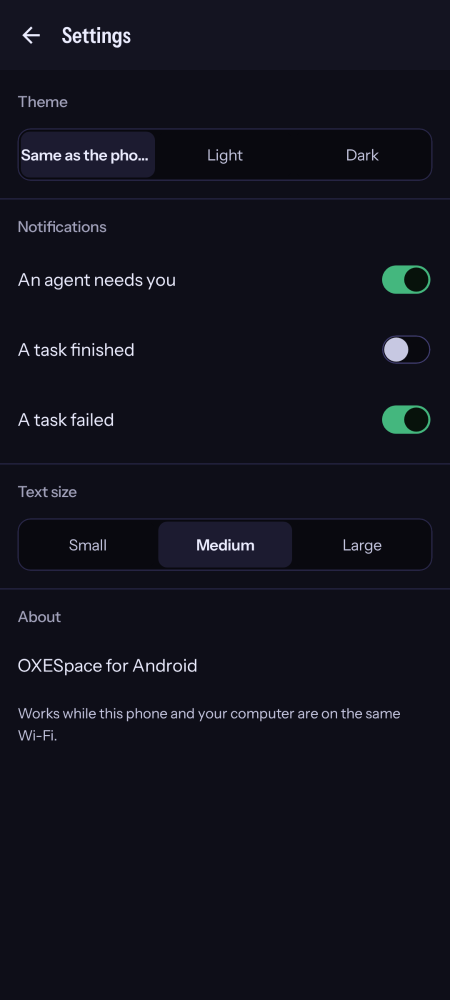 Settings
Theme
Same as the pho...
Light
Dark
Notifications
An agent needs you
A task finished
A task failed
Text size
Small
Medium
Large
About
OXESpace for Android
Works while this phone and your computer are on the same
Wi-Fi.